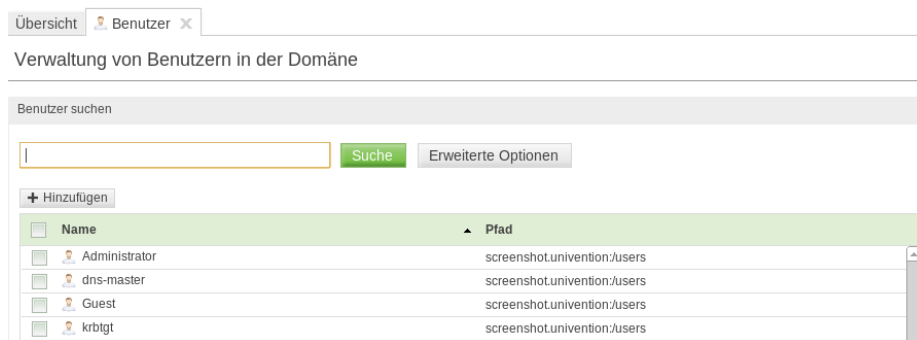 Übersicht Benutzer
Verwaltung von Benutzern in der Domäne
Benutzer suchen
Suche Erweiterte Optionen
Hinzufügen
Name Pfad
Administrator screenshot.univention:/users
dns-master screenshot.univention:/users
Guest screenshot.univention:/users
krbtgt screenshot.univention:/users